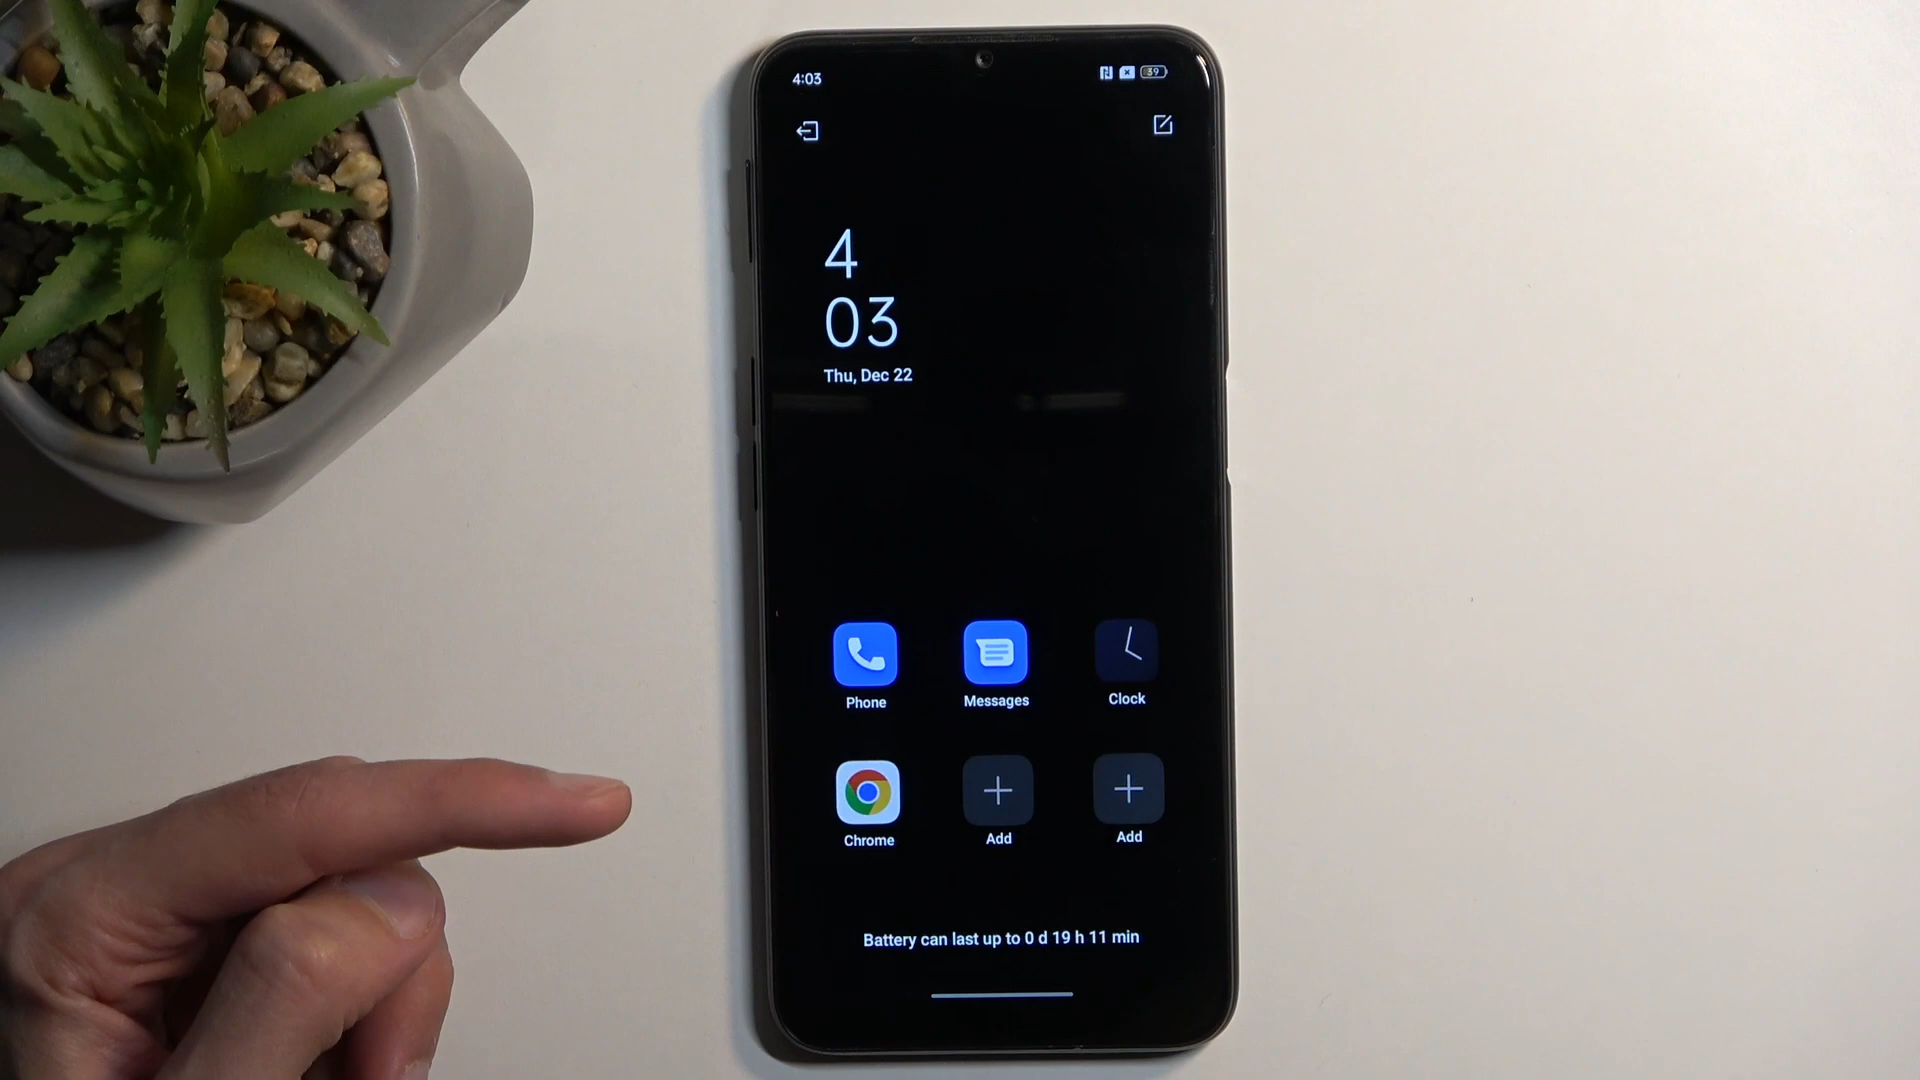 4:03
39
4
03
Thu, Dec 22
Phone
Messages
Clock
Chrome
Add
Add
Battery can last up to 0 d 19 h 11 min